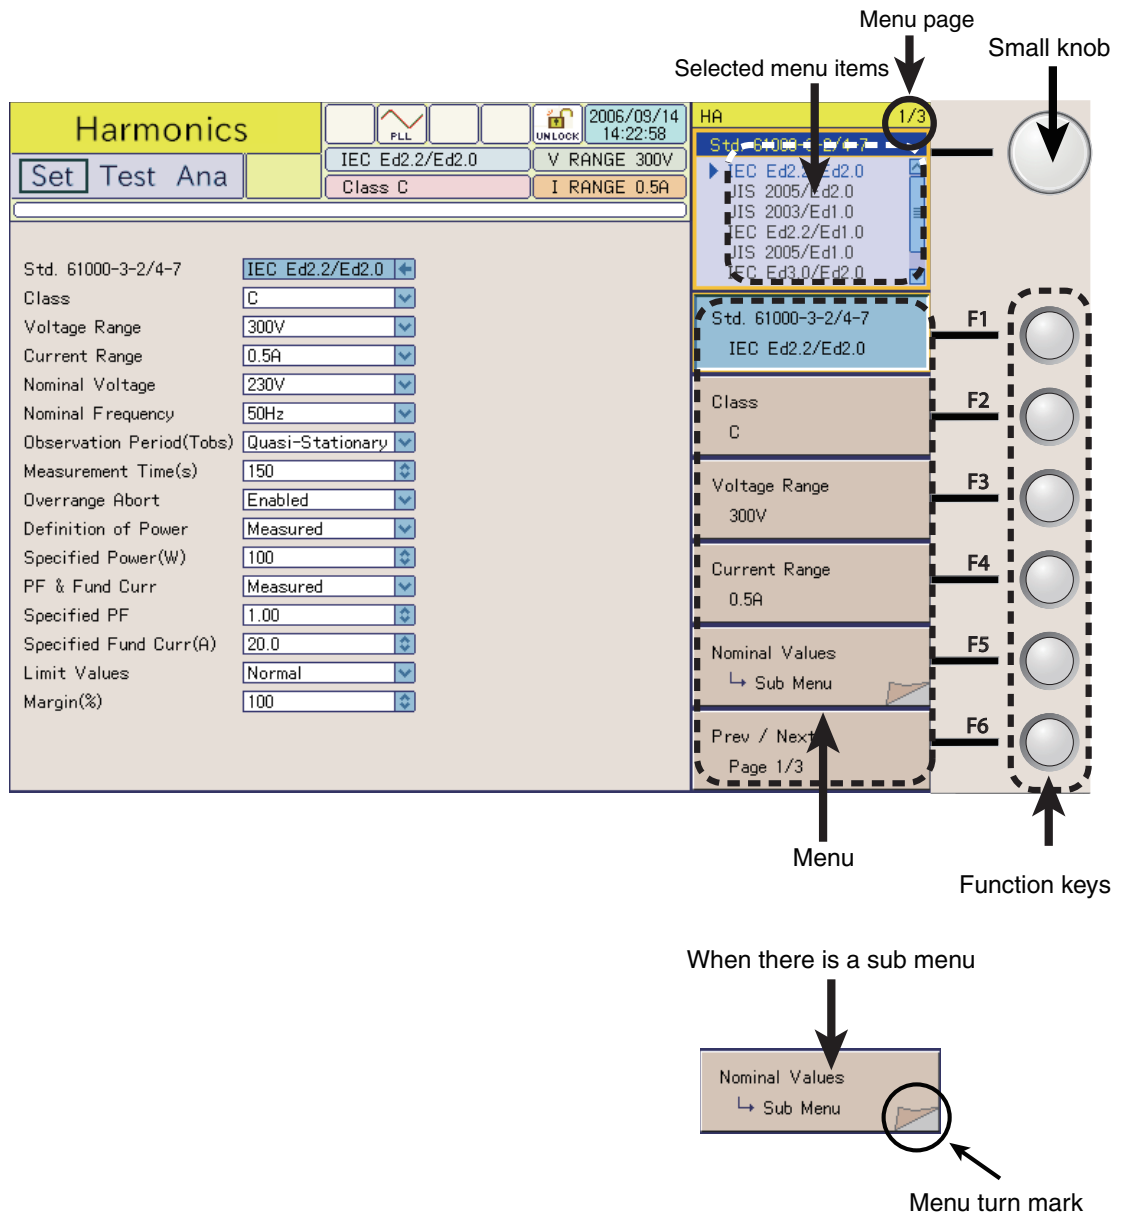 Menu page
Small knob
Selected menu items
Harmonics
PLL
UNLOCK
2006/09/14
14:22:58
HA
1/3
IEC Ed2.2/Ed2.0
V RANGE 300V
Set Test Ana
Class C
I RANGE 0.5A
Std. 61000-3-2/4-7
IEC Ed2.2/Ed2.0
JIS 2005/Ed2.0
JIS 2003/Ed1.0
IEC Ed2.2/Ed1.0
JIS 2005/Ed1.0
IEC Ed3.0/Ed2.0
Std. 61000-3-2/4-7 IEC Ed2.2/Ed2.0
Class C
Voltage Range 300V
Current Range 0.5A
Nominal Voltage 230V
Nominal Frequency 50Hz
Observation Period(Tobs) Quasi-Stationary
Measurement Time(s) 150
Overrange Abort Enabled
Definition of Power Measured
Specified Power(W) 100
PF & Fund Curr Measured
Specified PF 1.00
Specified Fund Curr(A) 20.0
Limit Values Normal
Margin(%) 100
Std. 61000-3-2/4-7
IEC Ed2.2/Ed2.0
F1
Class
C
F2
Voltage Range
300V
F3
Current Range
0.5A
F4
Nominal Values
Sub Menu
F5
Prev / Next
Page 1/3
F6
Menu
Function keys
When there is a sub menu
Nominal Values
Sub Menu
Menu turn mark